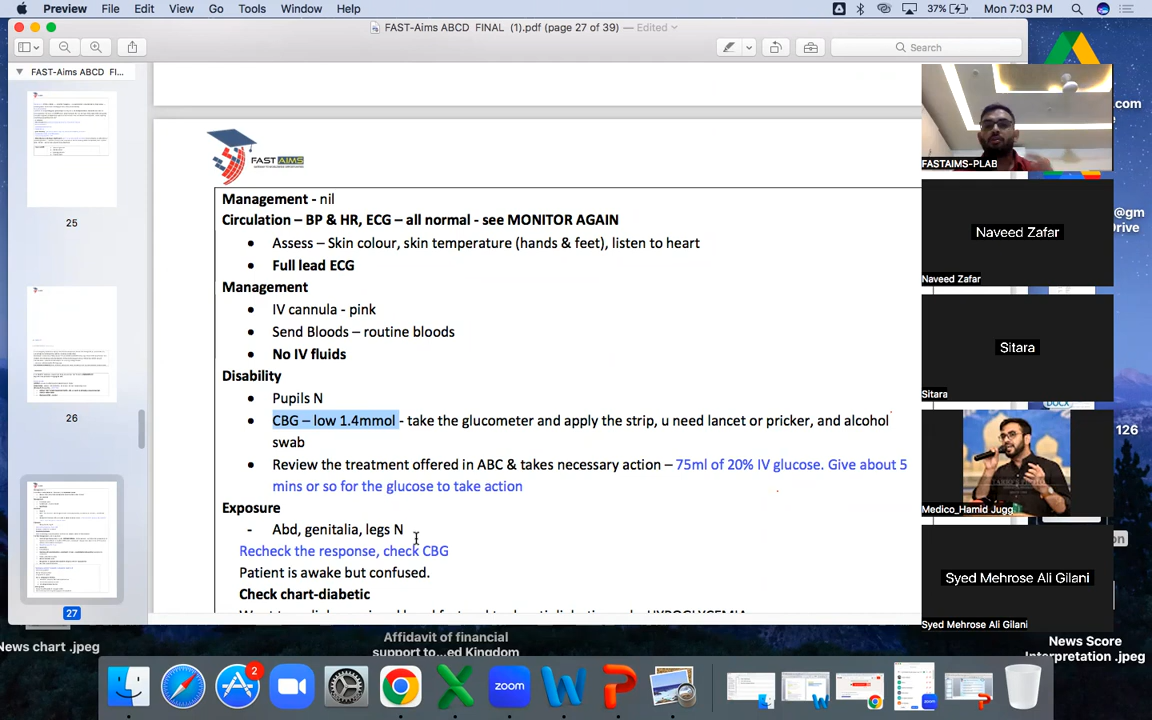 Preview File Edit View Go Tools Window Help
37% Mon 7:03 PM
FAST-Aims ABCD FINAL (1).pdf (page 27 of 39) — Edited
Search
FAST-Aims ABCD FI...
25
26
27
FAST AIMS
Management - nil
Circulation – BP & HR, ECG – all normal - see MONITOR AGAIN
• Assess – Skin colour, skin temperature (hands & feet), listen to heart
• Full lead ECG
Management
• IV cannula - pink
• Send Bloods – routine bloods
• No IV fluids
Disability
• Pupils N
• CBG – low 1.4mmol - take the glucometer and apply the strip, u need lancet or pricker, and alcohol
swab
• Review the treatment offered in ABC & takes necessary action – 75ml of 20% IV glucose. Give about 5
mins or so for the glucose to take action
Exposure
- Abd, genitalia, legs N
Recheck the response, check CBG
Patient is awake but confused.
Check chart-diabetic
FASTAIMS-PLAB
Naveed Zafar
Naveed Zafar
Sitara
Sitara
Medico_Hamid Jugg
Syed Mehrose Ali Gilani
Syed Mehrose Ali Gilani
.com
@gm
Drive
DOCX
126
on
News chart .jpeg
Affidavit of financial
support to...ed Kingdom
News Score
Interpretation .jpeg
2
zoom